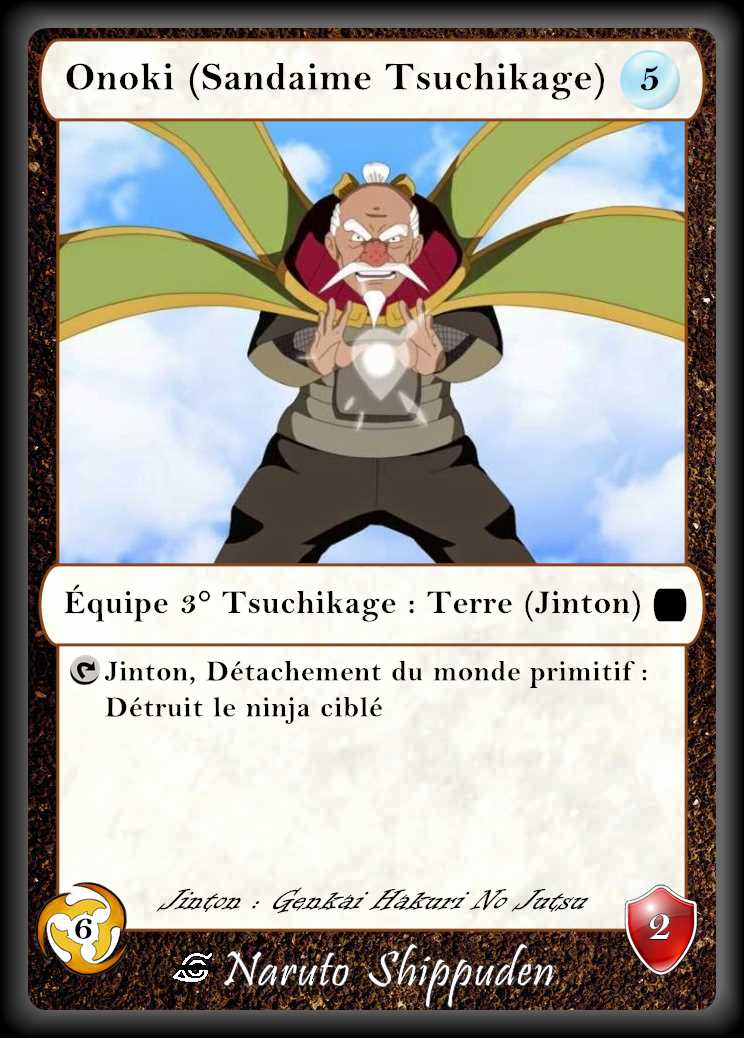 Onoki (Sandaime Tsuchikage) 5
Équipe 3° Tsuchikage : Terre (Jinton)
Jinton, Détachement du monde primitif :
Détruit le ninja ciblé
Jinton : Genkai Hakuri No Jutsu
6
2
Naruto Shippuden